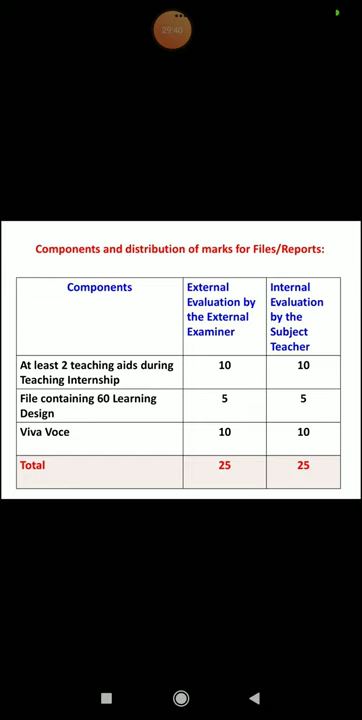 29:40
Components and distribution of marks for Files/Reports:
Components
External
Evaluation by
the External
Examiner
Internal
Evaluation
by the
Subject
Teacher
At least 2 teaching aids during
Teaching Internship
10
10
File containing 60 Learning
Design
5
5
Viva Voce
10
10
Total
25
25